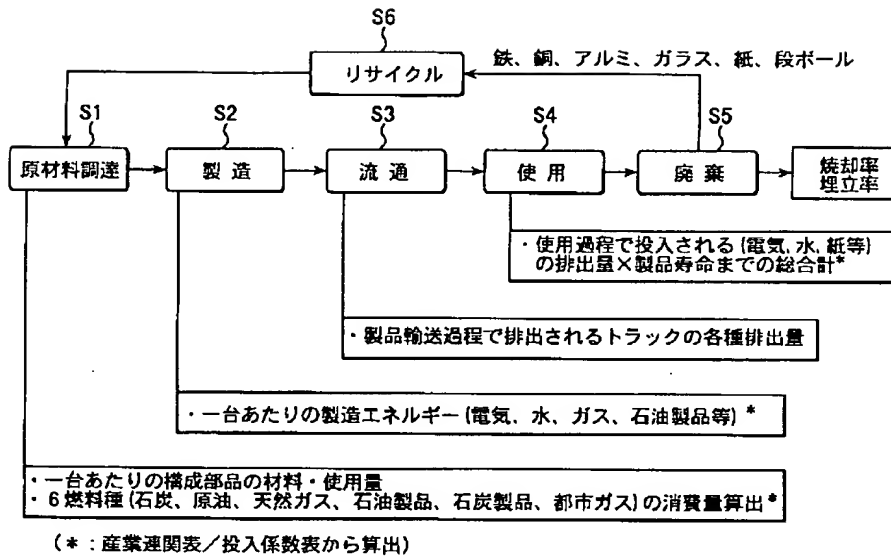 S6
リサイクル
鉄、銅、アルミ、ガラス、紙、段ボール
S1
S2
S3
S4
S5
原材料調達
製造
流通
使用
廃棄
焼却率
埋立率
・使用過程で投入される(電気,水,紙等)
の排出量×製品寿命までの総合計*
・製品輸送過程で排出されるトラックの各種排出量
・一台あたりの製造エネルギー(電気、水、ガス、石油製品等)*
・一台あたりの構成部品の材料・使用量
・6燃料種(石炭、原油、天然ガス、石油製品、石炭製品、都市ガス)の消費量算出*
(*:産業連関表/投入係数表から算出)